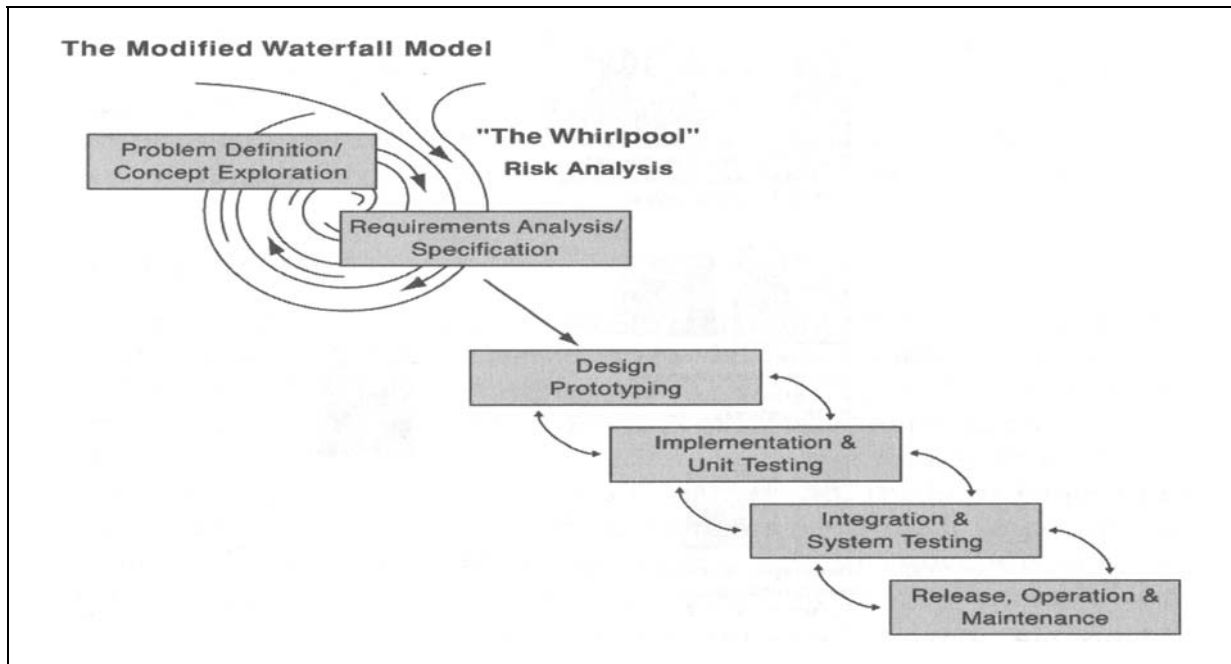 The Modified Waterfall Model
"The Whirlpool"
Risk Analysis
Problem Definition/
Concept Exploration
Requirements Analysis/
Specification
Design
Prototyping
Implementation &
Unit Testing
Integration &
System Testing
Release, Operation &
Maintenance